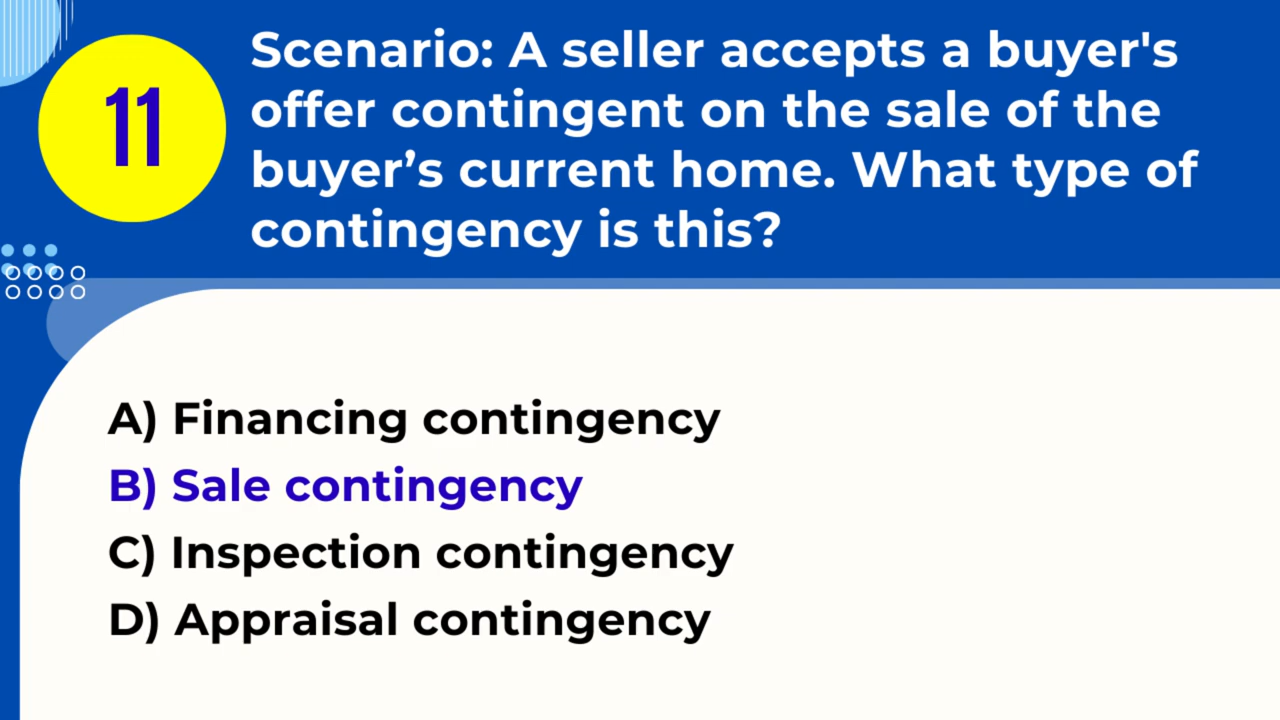 11
Scenario: A seller accepts a buyer's
offer contingent on the sale of the
buyer’s current home. What type of
contingency is this?
A) Financing contingency
B) Sale contingency
C) Inspection contingency
D) Appraisal contingency